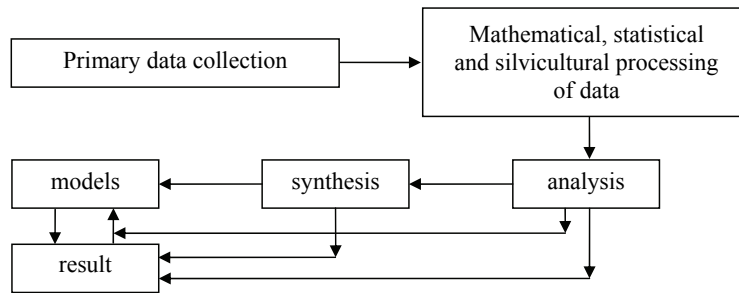 Primary data collection
Mathematical, statistical
and silvicultural processing
of data
models
synthesis
analysis
result